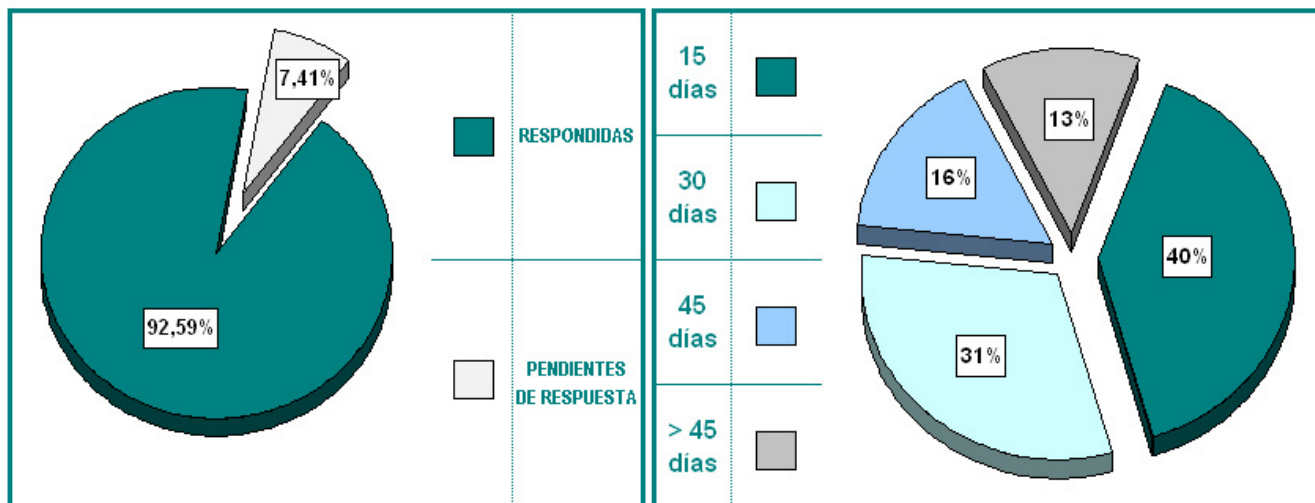 7,41%
92,59%
RESPONDIDAS
PENDIENTES
DE RESPUESTA
15
días
30
días
45
días
> 45
días
13%
16%
40%
31%